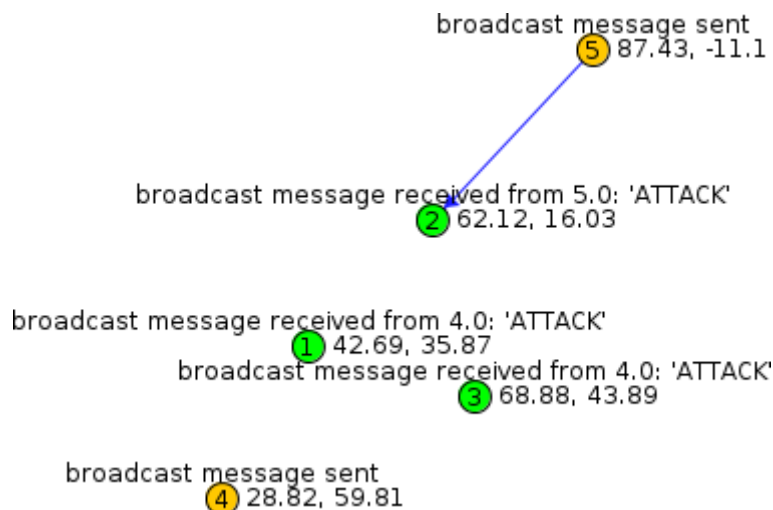 broadcast message sent
5 87.43, -11.1
broadcast message received from 5.0: 'ATTACK'
2 62.12, 16.03
broadcast message received from 4.0: 'ATTACK'
1 42.69, 35.87
broadcast message received from 4.0: 'ATTACK'
3 68.88, 43.89
broadcast message sent
4 28.82, 59.81